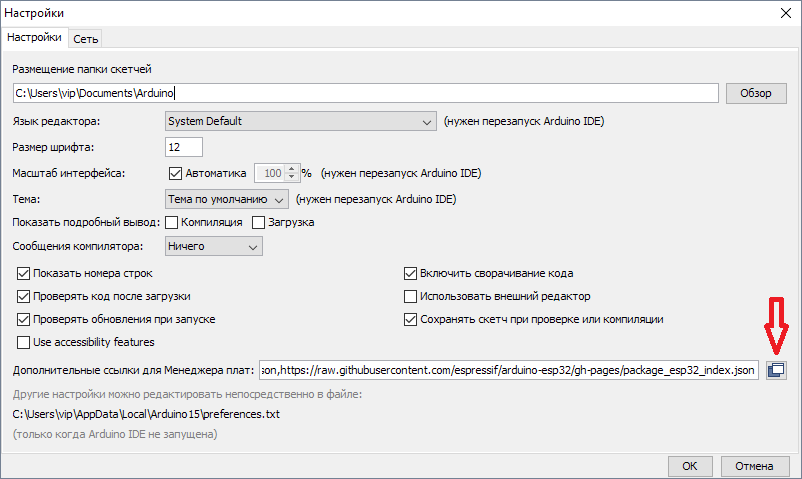 Настройки
Настройки Сеть
Размещение папки скетчей
C:\Users\vip\Documents\Arduino Обзор
Язык редактора: System Default (нужен перезапуск Arduino IDE)
Размер шрифта: 12
Масштаб интерфейса: Автоматика 100 % (нужен перезапуск Arduino IDE)
Тема: Тема по умолчанию (нужен перезапуск Arduino IDE)
Показать подробный вывод: Компиляция Загрузка
Сообщения компилятора: Ничего
Показать номера строк Включить сворачивание кода
Проверять код после загрузки Использовать внешний редактор
Проверять обновления при запуске Сохранять скетч при проверке или компиляции
Use accessibility features
Дополнительные ссылки для Менеджера плат: son,https://raw.githubusercontent.com/espressif/arduino-esp32/gh-pages/package_esp32_index.json
Другие настройки можно редактировать непосредственно в файле:
C:\Users\vip\AppData\Local\Arduino15\preferences.txt
(только когда Arduino IDE не запущена)
OK Отмена